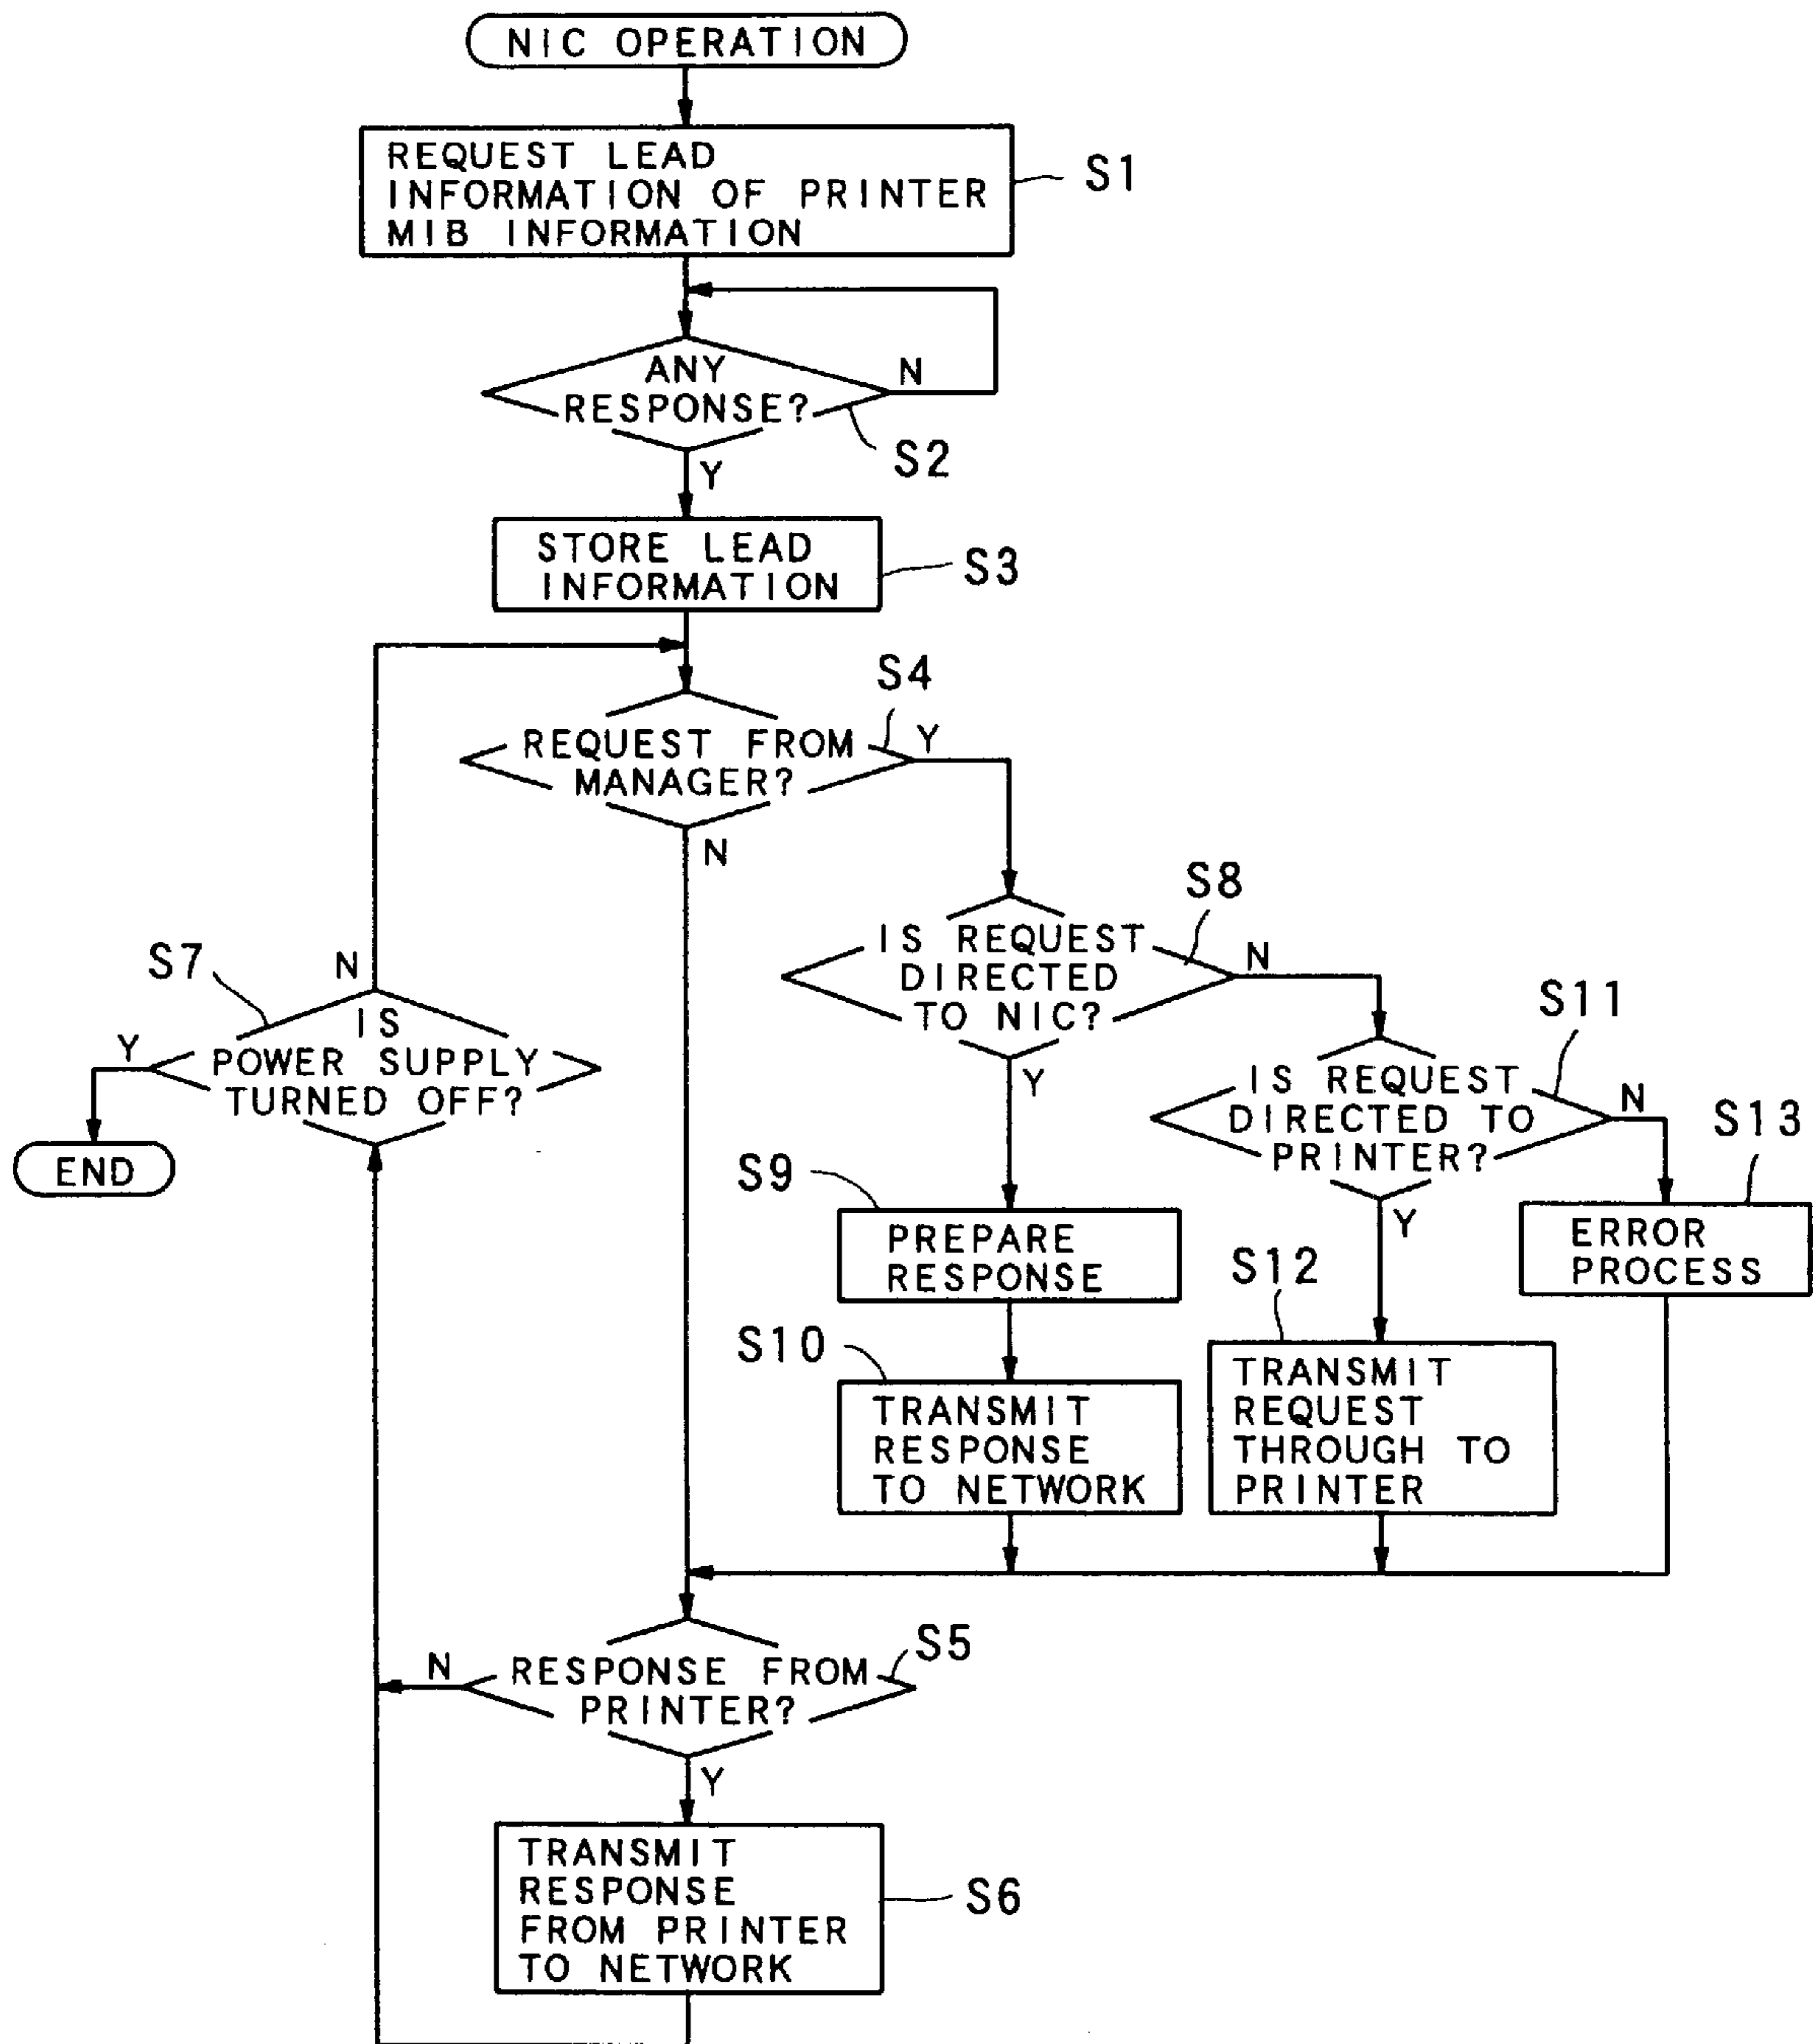 NIC OPERATION
REQUEST LEAD
INFORMATION OF PRINTER
MIB INFORMATION
S1
ANY
RESPONSE?
N
S2
Y
STORE LEAD
INFORMATION
S3
S4
REQUEST FROM
MANAGER?
Y
N
S8
IS REQUEST
DIRECTED
TO NIC?
N
Y
S7
N
IS
POWER SUPPLY
TURNED OFF?
Y
END
S11
IS REQUEST
DIRECTED TO
PRINTER?
N
Y
S13
ERROR
PROCESS
S9
PREPARE
RESPONSE
S12
TRANSMIT
REQUEST
THROUGH TO
PRINTER
S10
TRANSMIT
RESPONSE
TO NETWORK
S5
RESPONSE FROM
PRINTER?
N
Y
TRANSMIT
RESPONSE
FROM PRINTER
TO NETWORK
S6